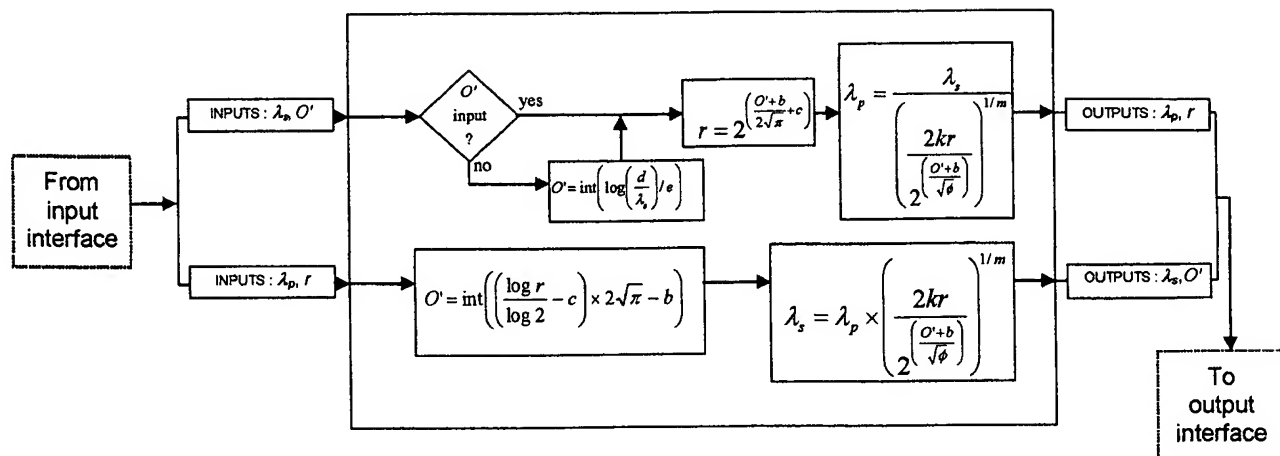 From
input
interface
INPUTS : λs, O'
O'
input
?
yes
no
O'=int(log(d/λs)/e)
r = 2^((O'+b)/(2√π)+c)
λp = λs/(2kr/2^((O'+b)/√ϕ))^(1/m)
OUTPUTS : λp, r
INPUTS : λp, r
O'=int(((log r/log 2) − c) × 2√π − b)
λs = λp × (2kr/2^((O'+b)/√ϕ))^(1/m)
OUTPUTS : λs, O'
To
output
interface